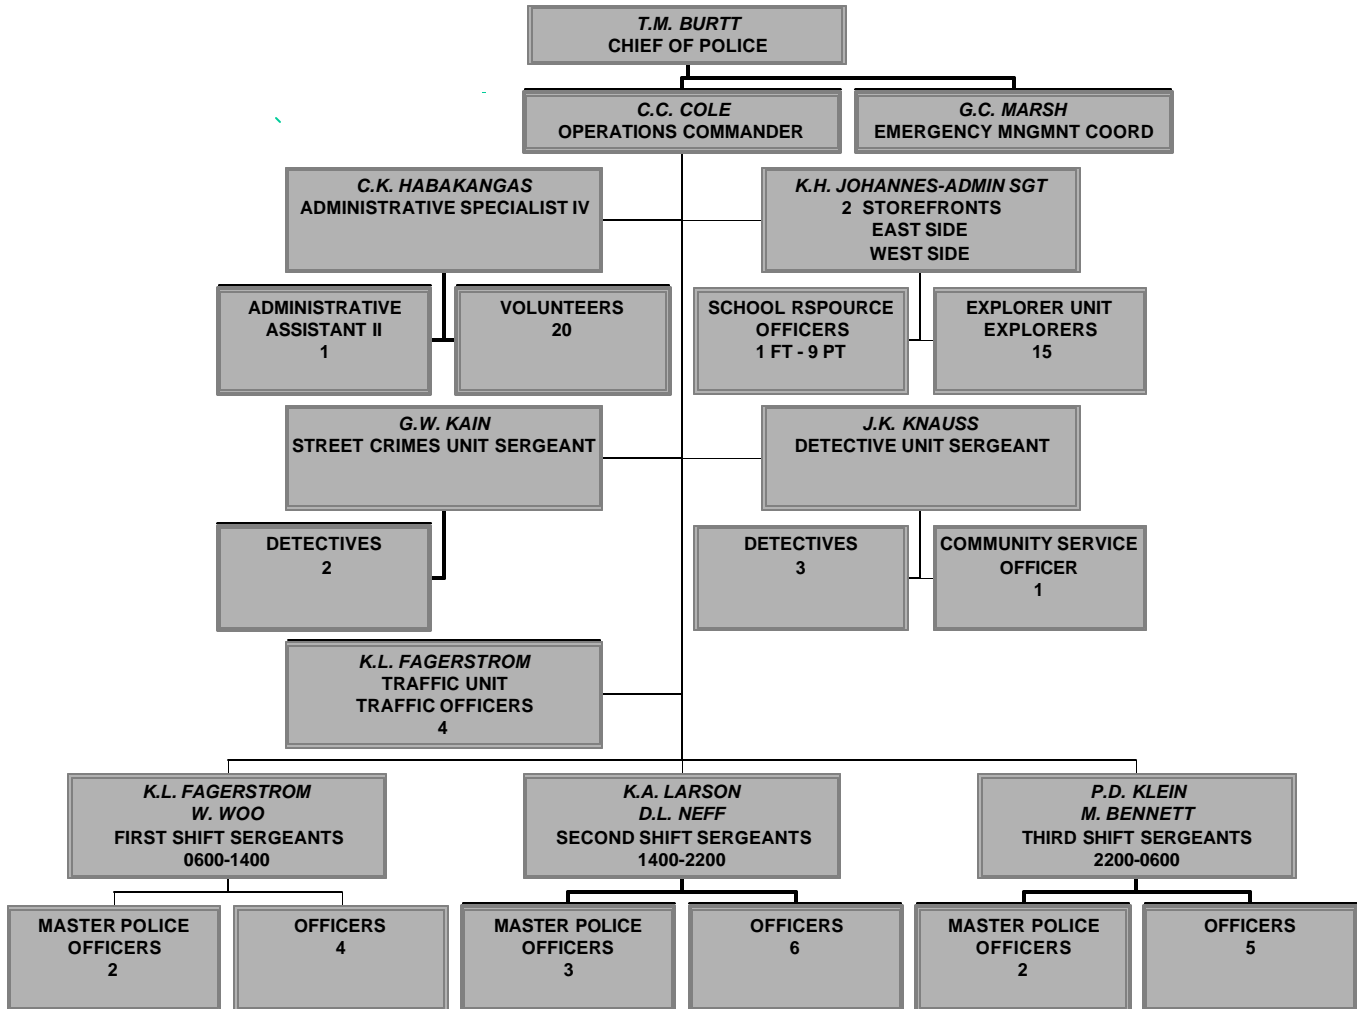 T.M. BURTT
CHIEF OF POLICE
C.C. COLE
OPERATIONS COMMANDER
G.C. MARSH
EMERGENCY MNGMNT COORD
C.K. HABAKANGAS
ADMINISTRATIVE SPECIALIST IV
K.H. JOHANNES-ADMIN SGT
2 STOREFRONTS
EAST SIDE
WEST SIDE
ADMINISTRATIVE
ASSISTANT II
1
VOLUNTEERS
20
SCHOOL RSPOURCE
OFFICERS
1 FT - 9 PT
EXPLORER UNIT
EXPLORERS
15
G.W. KAIN
STREET CRIMES UNIT SERGEANT
J.K. KNAUSS
DETECTIVE UNIT SERGEANT
DETECTIVES
2
DETECTIVES
3
COMMUNITY SERVICE
OFFICER
1
K.L. FAGERSTROM
TRAFFIC UNIT
TRAFFIC OFFICERS
4
K.L. FAGERSTROM
W. WOO
FIRST SHIFT SERGEANTS
0600-1400
K.A. LARSON
D.L. NEFF
SECOND SHIFT SERGEANTS
1400-2200
P.D. KLEIN
M. BENNETT
THIRD SHIFT SERGEANTS
2200-0600
MASTER POLICE
OFFICERS
2
OFFICERS
4
MASTER POLICE
OFFICERS
3
OFFICERS
6
MASTER POLICE
OFFICERS
2
OFFICERS
5